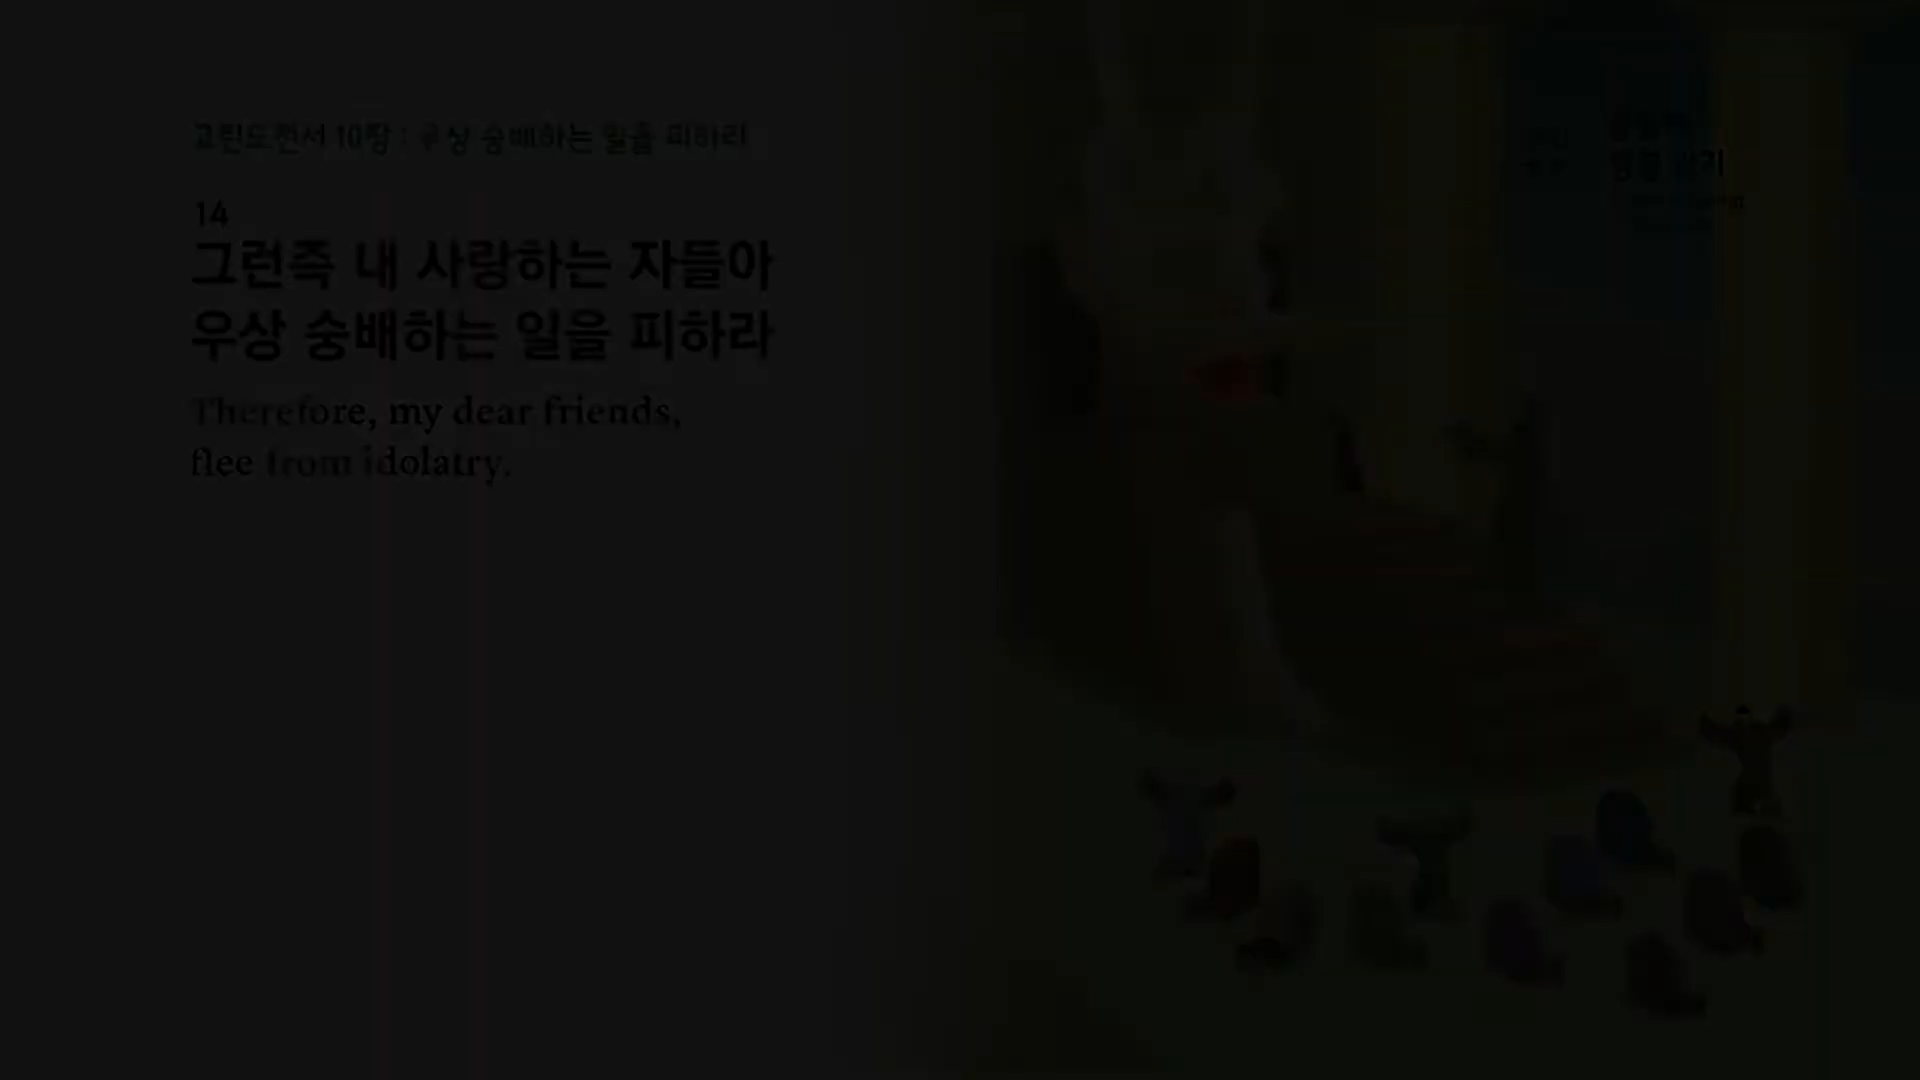 고린도전서 10장 : 우상 숭배하는 일을 피하라
14
그런즉 내 사랑하는 자들아
우상 숭배하는 일을 피하라
Therefore, my dear friends,
flee from idolatry.